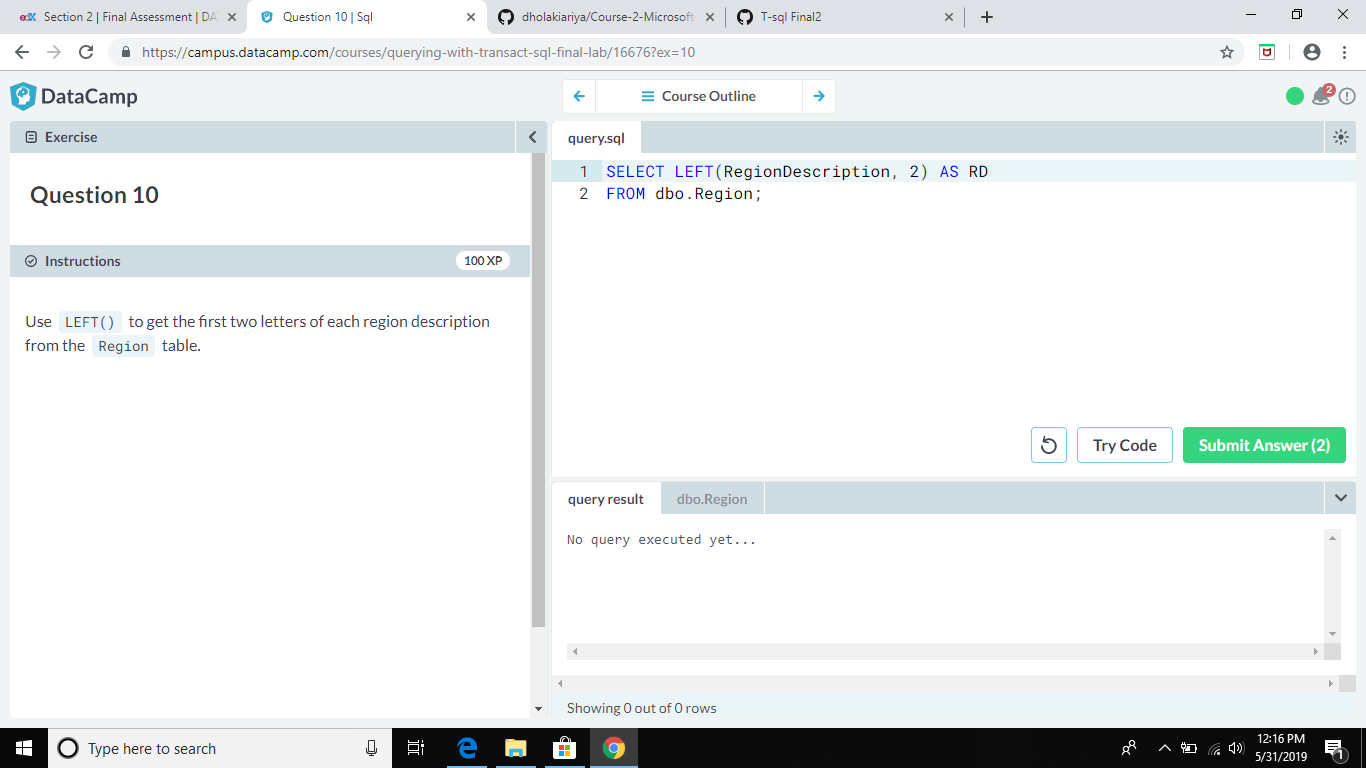 edX Section 2 | Final Assessment | DA
Question 10 | Sql
dholakiariya/Course-2-Microsoft-
T-sql Final2
https://campus.datacamp.com/courses/querying-with-transact-sql-final-lab/16676?ex=10
DataCamp
Course Outline
2
Exercise
Question 10
Instructions
100 XP
Use LEFT() to get the first two letters of each region description
from the Region table.
query.sql
1 SELECT LEFT(RegionDescription, 2) AS RD
2 FROM dbo.Region;
Try Code
Submit Answer (2)
query result
dbo.Region
No query executed yet...
Showing 0 out of 0 rows
Type here to search
12:16 PM
5/31/2019
1